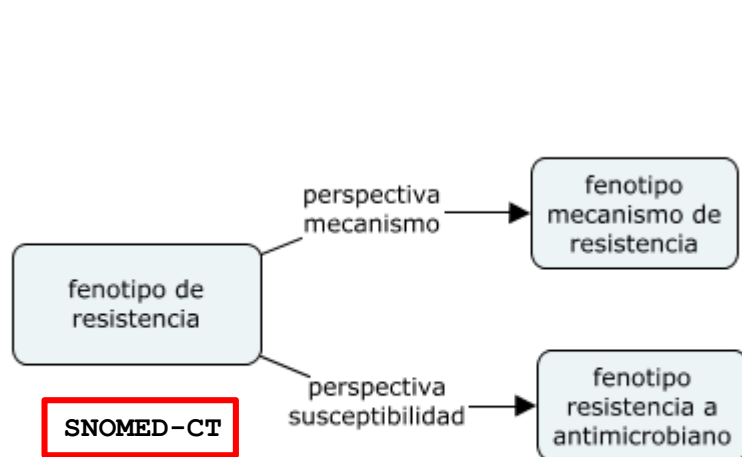 perspectiva
mecanismo
fenotipo
mecanismo de
resistencia
fenotipo de
resistencia
perspectiva
susceptibilidad
fenotipo
resistencia a
antimicrobiano
SNOMED-CT